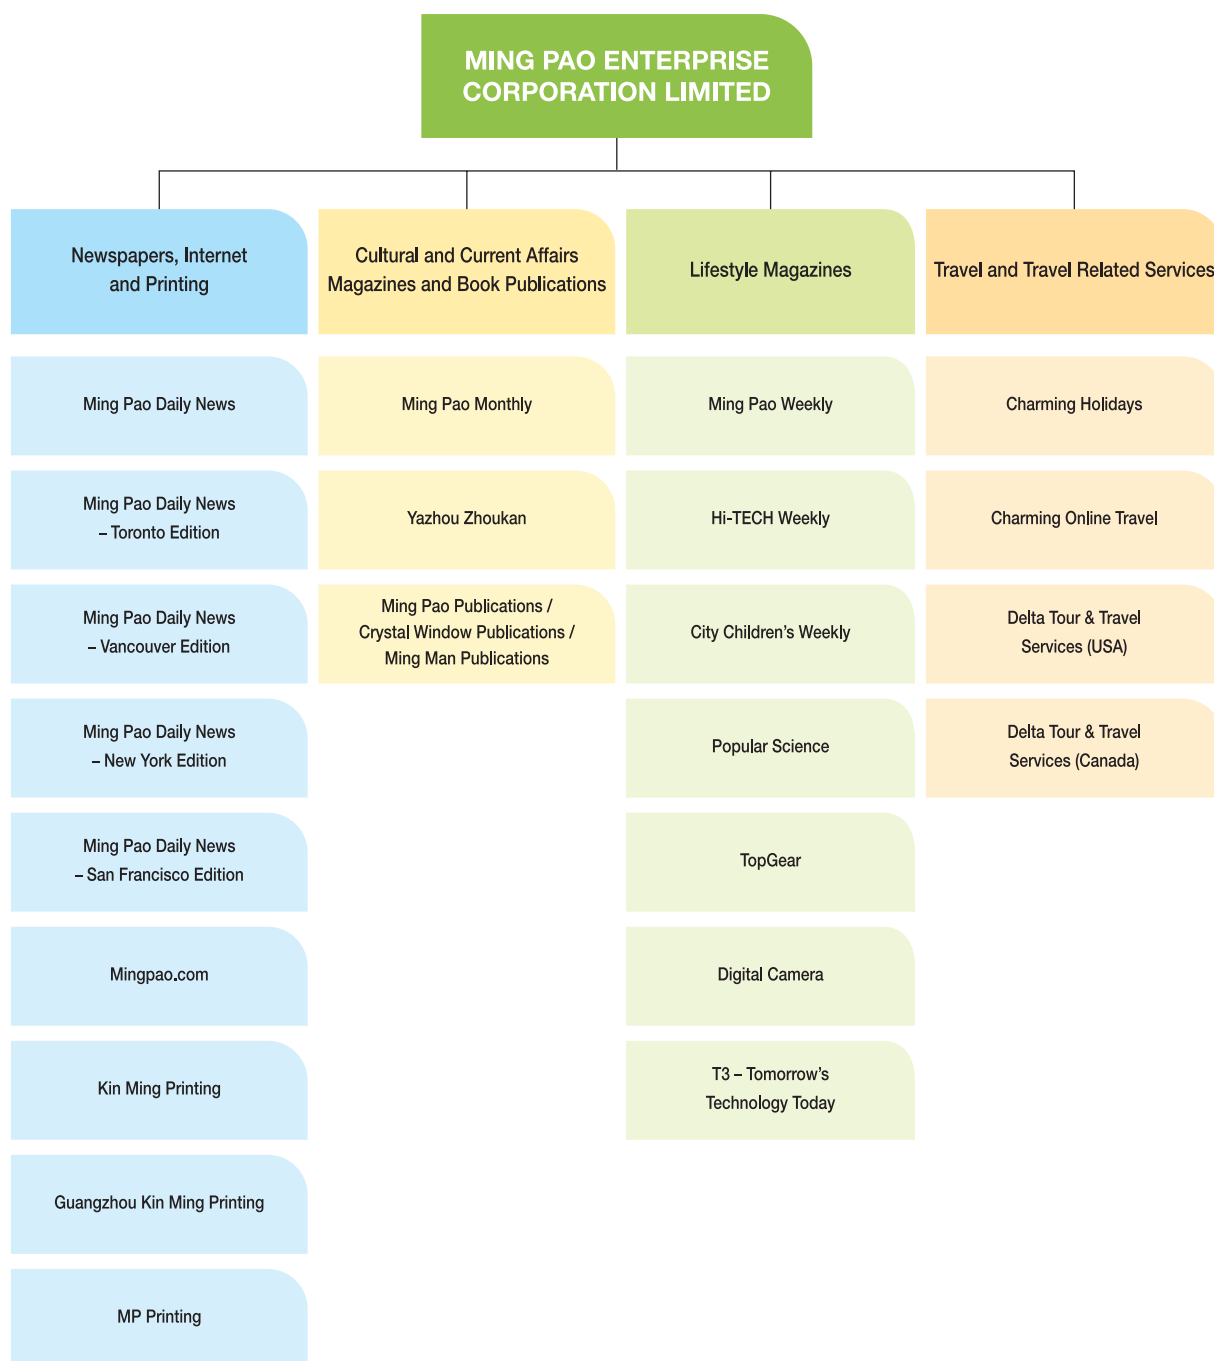 MING PAO ENTERPRISE
CORPORATION LIMITED
Newspapers, Internet
and Printing
Ming Pao Daily News
Ming Pao Daily News
– Toronto Edition
Ming Pao Daily News
– Vancouver Edition
Ming Pao Daily News
– New York Edition
Ming Pao Daily News
– San Francisco Edition
Mingpao.com
Kin Ming Printing
Guangzhou Kin Ming Printing
MP Printing
Cultural and Current Affairs
Magazines and Book Publications
Ming Pao Monthly
Yazhou Zhoukan
Ming Pao Publications /
Crystal Window Publications /
Ming Man Publications
Lifestyle Magazines
Ming Pao Weekly
Hi-TECH Weekly
City Children's Weekly
Popular Science
TopGear
Digital Camera
T3 – Tomorrow's
Technology Today
Travel and Travel Related Services
Charming Holidays
Charming Online Travel
Delta Tour & Travel
Services (USA)
Delta Tour & Travel
Services (Canada)